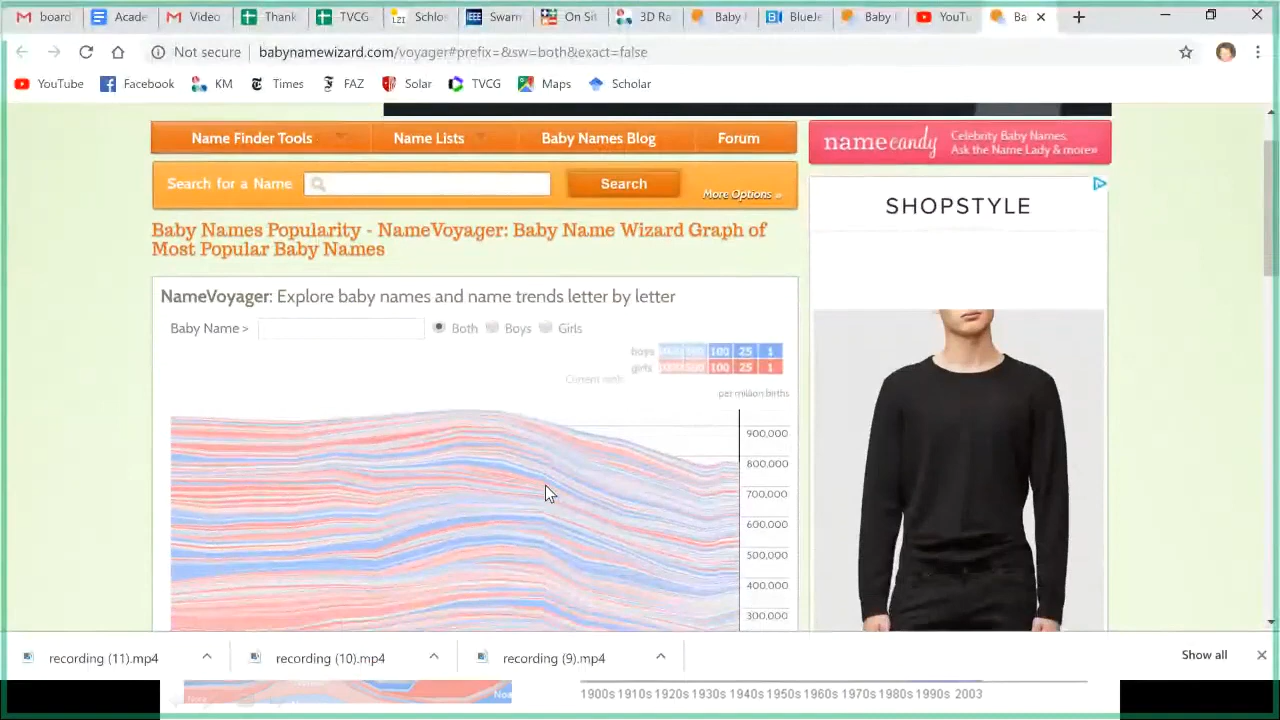 board Acade Video Thank TVCG Schlo Swarm On Sit 3D Ra Baby BlueJe Baby YouTu Ba
Not secure babynamewizard.com/voyager#prefix=&sw=both&exact=false
YouTube Facebook KM Times FAZ Solar TVCG Maps Scholar
Name Finder Tools Name Lists Baby Names Blog Forum
namecandy Celebrity Baby Names.
Ask the Name Lady & more»
Search for a Name Search More Options »
SHOPSTYLE
Baby Names Popularity - NameVoyager: Baby Name Wizard Graph of
Most Popular Baby Names
NameVoyager: Explore baby names and name trends letter by letter
Baby Name > Both Boys Girls
boys 100 25 1
girls 100 25 1
Current rank:
per million births
900,000
800,000
700,000
600,000
500,000
400,000
300,000
recording (11).mp4 recording (10).mp4 recording (9).mp4 Show all
1900s 1910s 1920s 1930s 1940s 1950s 1960s 1970s 1980s 1990s 2003